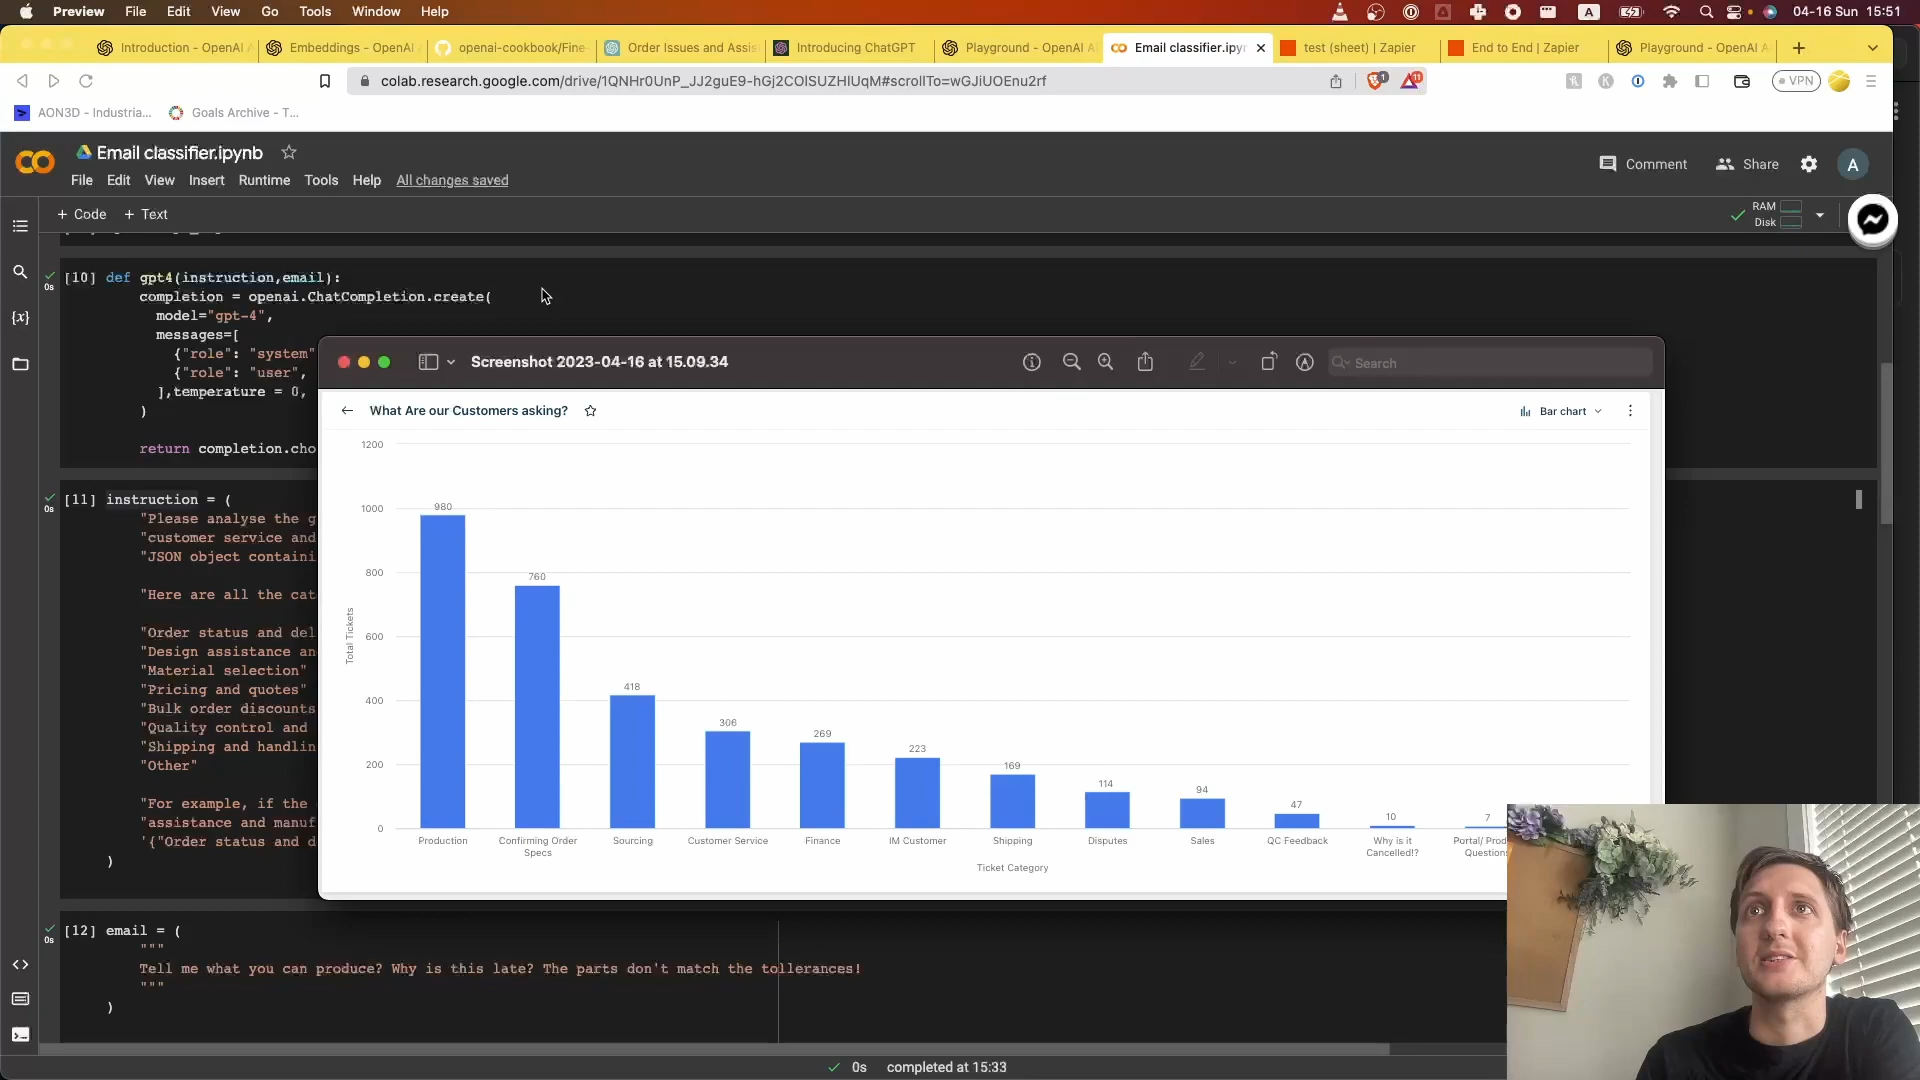 Preview File Edit View Go Tools Window Help
A
04-16 Sun 15:51
Introduction - OpenAI A
Embeddings - OpenAI
openai-cookbook/Fine-
Order Issues and Assis
Introducing ChatGPT
Playground - OpenAI A
Email classifier.ipy
test (sheet) | Zapier
End to End | Zapier
Playground - OpenAI A
colab.research.google.com/drive/1QNHr0UnP_JJ2guE9-hGj2COlSUZHlUqM#scrollTo=wGJiUOEnu2rf
1
11
VPN
AON3D - Industria...
Goals Archive - T...
Email classifier.ipynb
File Edit View Insert Runtime Tools Help All changes saved
Comment
Share
A
+ Code + Text
RAM
Disk
[10] def gpt4(instruction,email):
0s
completion = openai.ChatCompletion.create(
model="gpt-4",
messages=[
{"role": "system"
{"role": "user",
],temperature = 0,
)
return completion.cho
[11] instruction = (
0s
"Please analyse the g
"customer service and
"JSON object containi
"Here are all the cat
"Order status and del
"Design assistance an
"Material selection"
"Pricing and quotes"
"Bulk order discounts
"Quality control and
"Shipping and handlin
"Other"
"For example, if the
"assistance and manuf
'{"Order status and d
)
Screenshot 2023-04-16 at 15.09.34
Search
What Are our Customers asking?
Bar chart
Total Tickets
1200
1000
800
600
400
200
0
980
760
418
306
269
223
169
114
94
47
10
7
Production
Confirming Order Specs
Sourcing
Customer Service
Finance
IM Customer
Shipping
Disputes
Sales
QC Feedback
Why is it Cancelled!?
Portal/ Prod
Questions
Ticket Category
[12] email = (
0s
"""
Tell me what you can produce? Why is this late? The parts don't match the tollerances!
"""
)
0s completed at 15:33